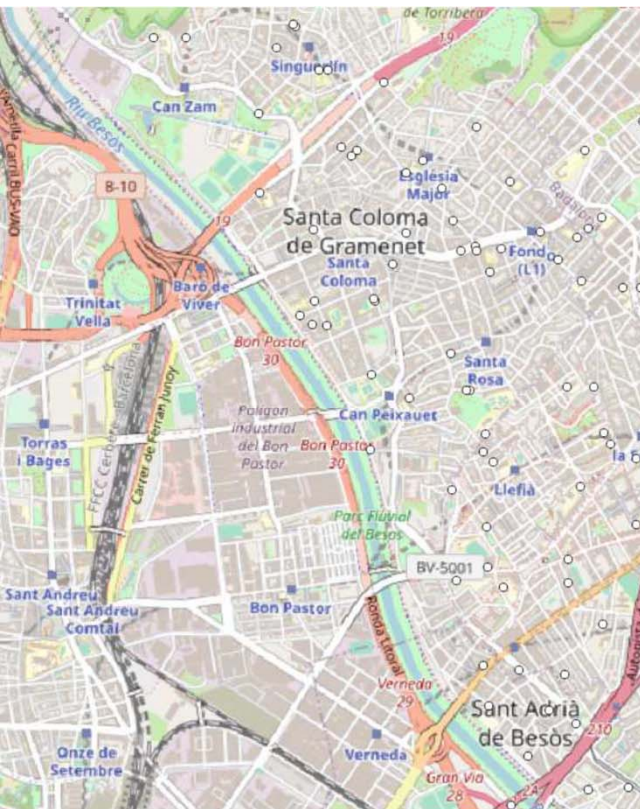 de Torribera
19
Singuerlín
Can Zam
Riu Besòs
B-10
Església
Major
Badalona
19
Santa Coloma
de Gramenet
Fondo
(L1)
Santa
Coloma
Baró de
Viver
Trinitat
Vella
Bon Pastor
30
Santa
Rosa
Carrer de Ferran Junoy
Polígon
industrial
del Bon
Pastor
Can Peixauet
Torras
i Bages
Bon Pastor
30
Llefià
Parc Fluvial
del Besòs
BV-5001
Sant Andreu
Sant Andreu
Comtal
Bon Pastor
Ronda Litoral
Verneda
29
Sant Adrià
de Besòs
210
Onze de
Setembre
Verneda
Gran Via
28